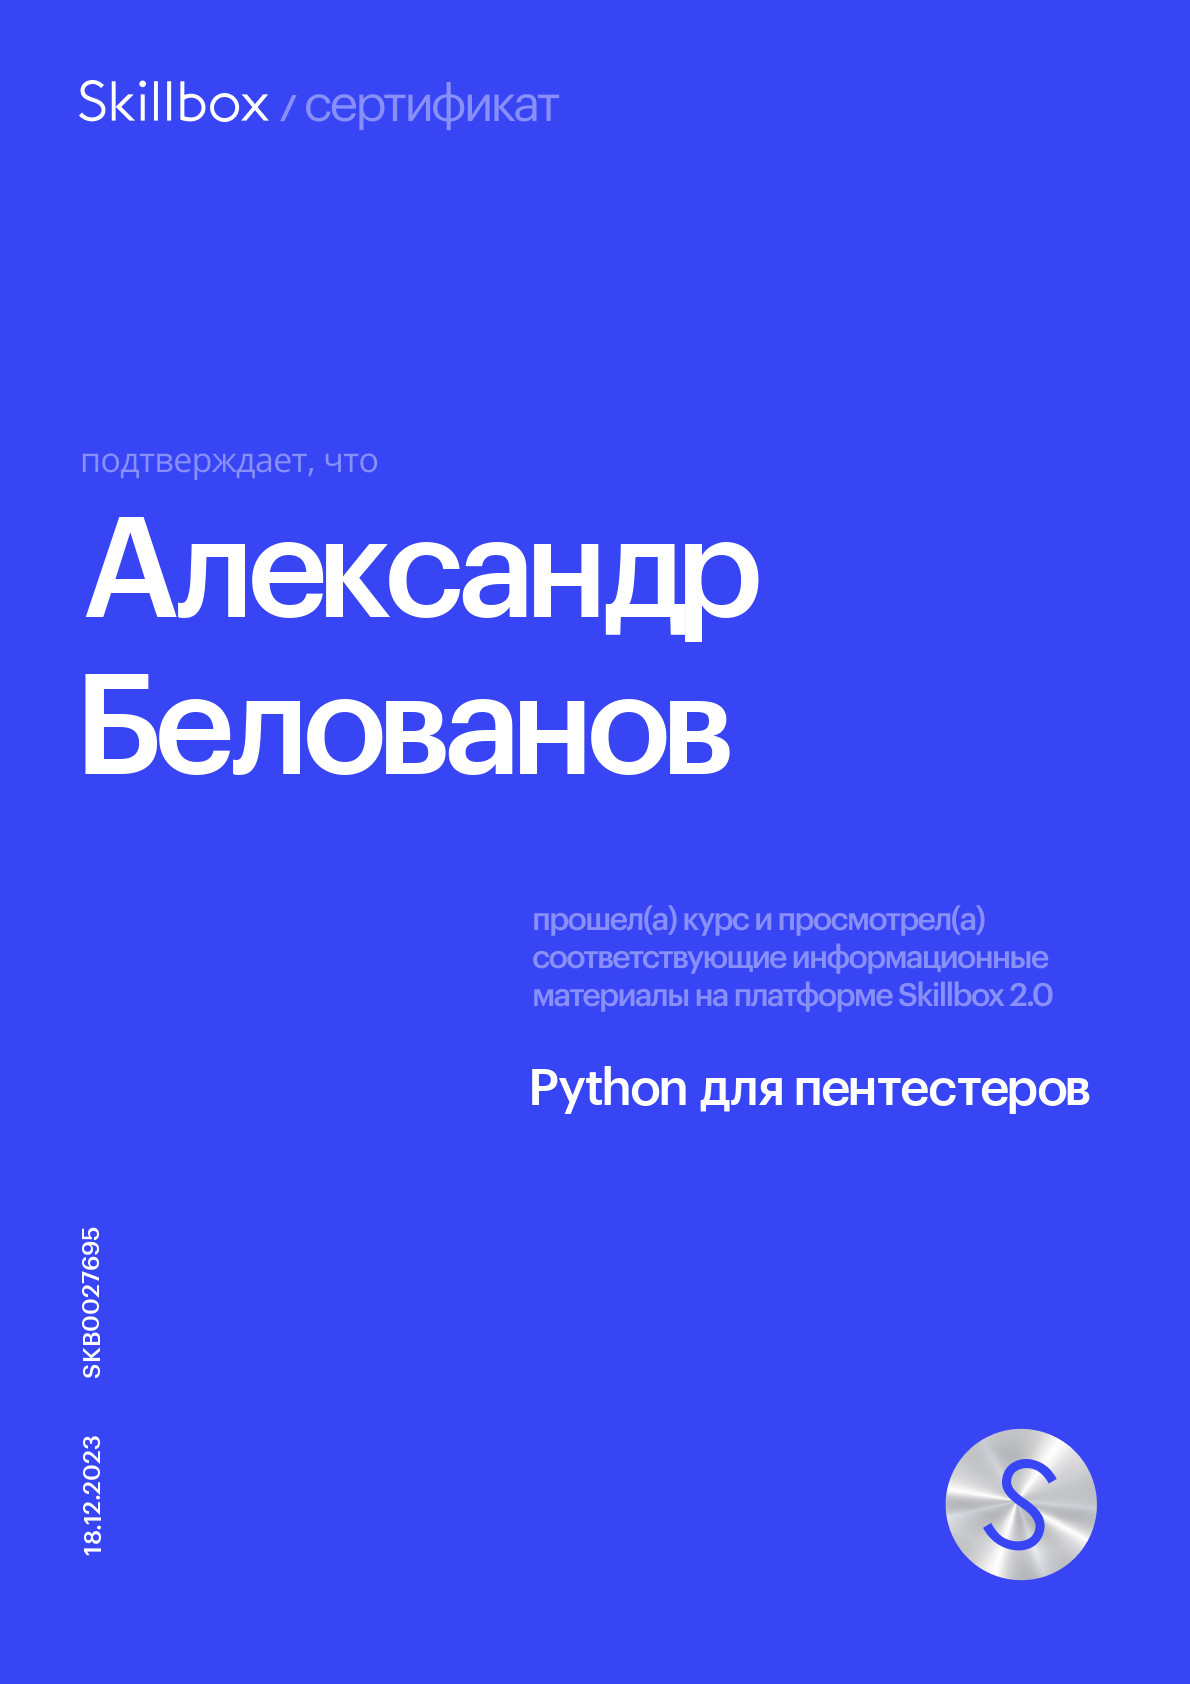 Skillbox / сертификат
подтверждает, что
Александр
Белованов
прошел(а) курс и просмотрел(а)
соответствующие информационные
материалы на платформе Skillbox 2.0
Python для пентестеров
SKB0027695
18.12.2023
S